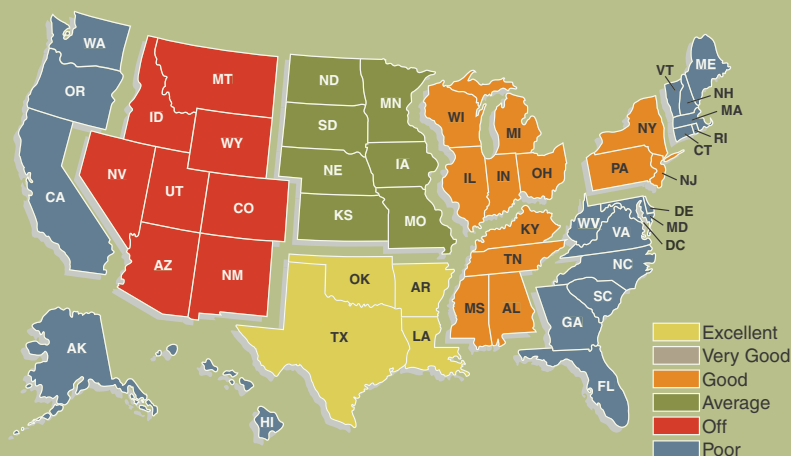 WA
OR
CA
AK
HI
MT
ID
WY
NV
UT
CO
AZ
NM
ND
SD
NE
KS
MN
IA
MO
OK
AR
TX
LA
WI
MI
IL
IN
OH
KY
TN
MS
AL
NY
PA
NJ
VT
ME
NH
MA
RI
CT
DE
MD
DC
WV
VA
NC
SC
GA
FL
Excellent
Very Good
Good
Average
Off
Poor